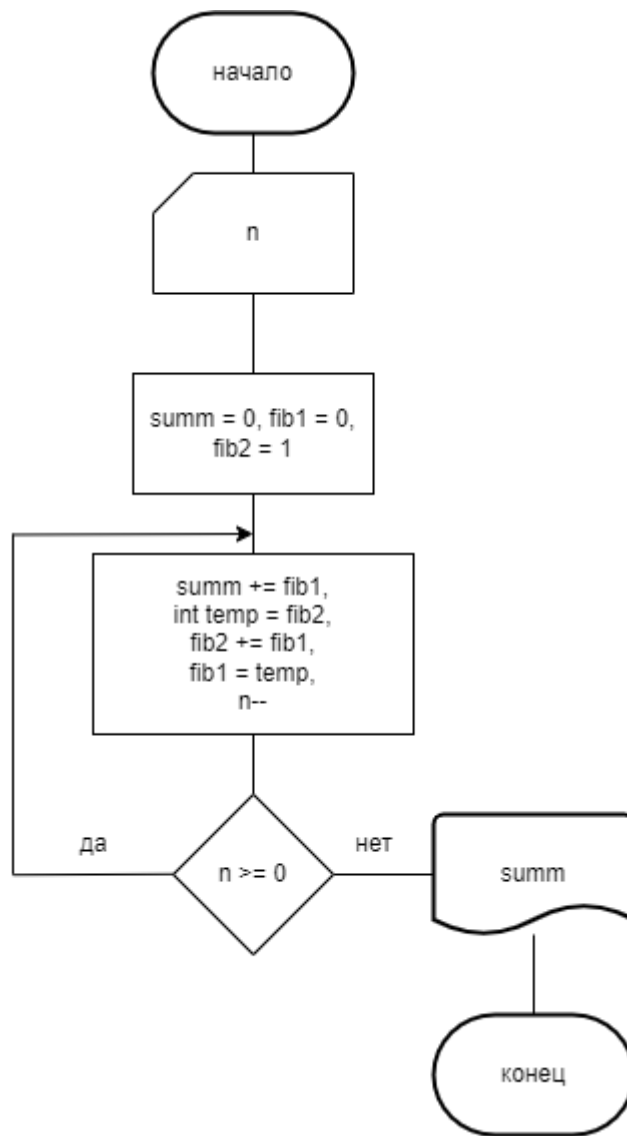 начало
n
summ = 0, fib1 = 0,
fib2 = 1
summ += fib1,
int temp = fib2,
fib2 += fib1,
fib1 = temp,
n--
да
n >= 0
нет
summ
конец